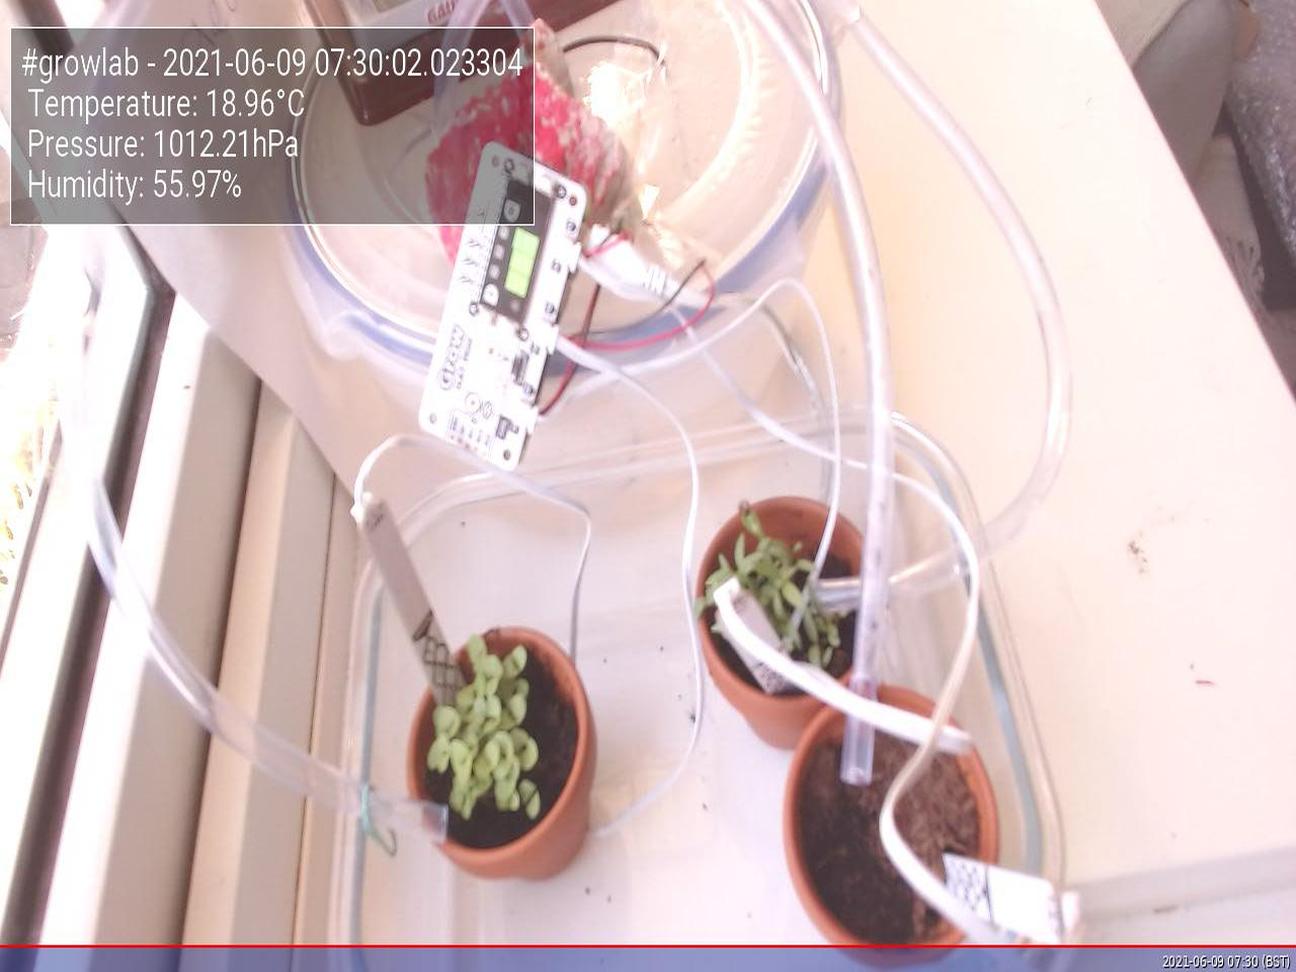 #growlab - 2021-06-09 07:30:02.023304
Temperature: 18.96°C
Pressure: 1012.21hPa
Humidity: 55.97%
Grow
2021-06-09 07:30 (BST)